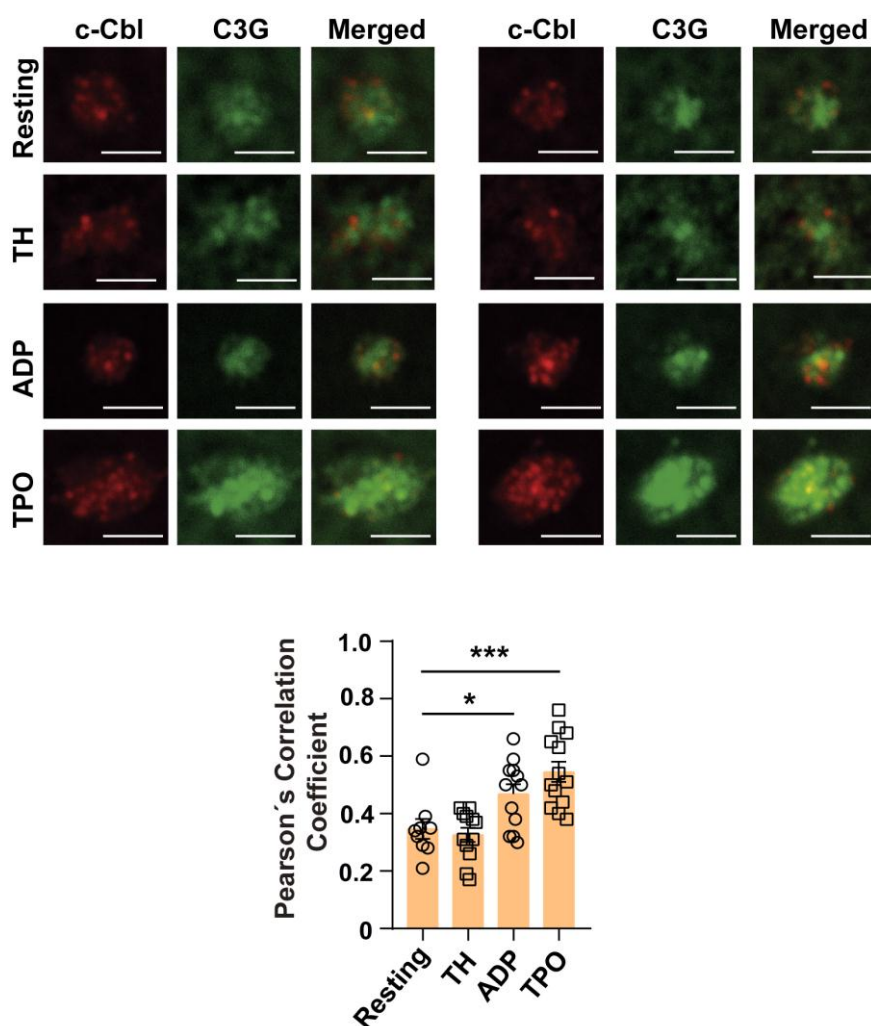 c-Cbl C3G Merged c-Cbl C3G Merged
Resting
TH
ADP
TPO
Pearson´s Correlation
Coefficient
1.0
0.8
0.6
0.4
0.2
0
***
*
Resting TH ADP TPO